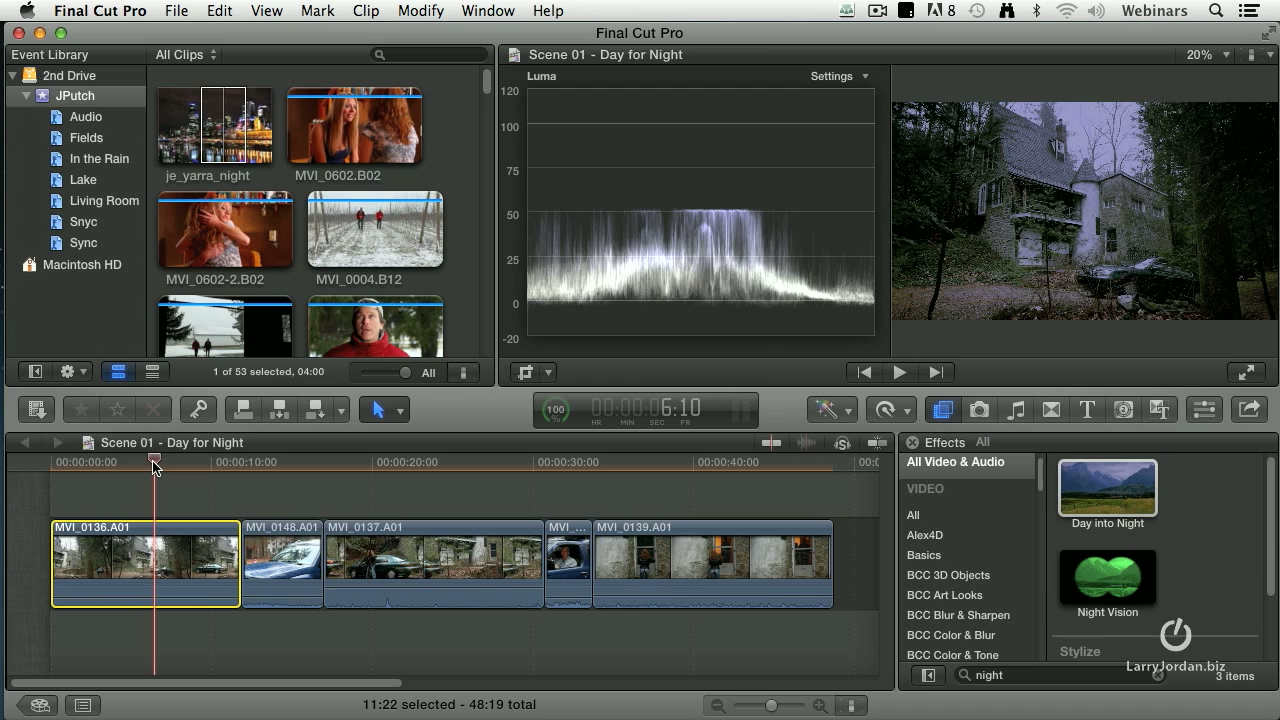 Final Cut Pro File Edit View Mark Clip Modify Window Help
8 Webinars
Final Cut Pro
Event Library
All Clips
2nd Drive
JPutch
Audio
Fields
In the Rain
Lake
Living Room
Snyc
Sync
Macintosh HD
je_yarra_night
MVI_0602.B02
MVI_0602-2.B02
MVI_0004.B12
1 of 53 selected, 04:00
All
Scene 01 - Day for Night
20%
Luma
Settings
120
100
75
50
25
0
-20
100
%
00:00:06:10
HR MIN SEC FR
Scene 01 - Day for Night
00:00:00:00
00:00:10:00
00:00:20:00
00:00:30:00
00:00:40:00
00:0
MVI_0136.A01
MVI_0148.A01
MVI_0137.A01
MVI_...
MVI_0139.A01
11:22 selected - 48:19 total
Effects All
All Video & Audio
VIDEO
All
Alex4D
Basics
BCC 3D Objects
BCC Art Looks
BCC Blur & Sharpen
BCC Color & Blur
BCC Color & Tone
Day into Night
Night Vision
Stylize
LarryJordan.biz
night
3 items